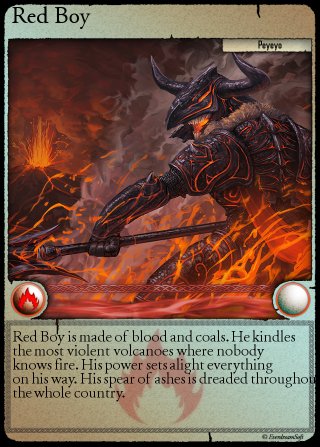 Red Boy
Peyeyo
Red Boy is made of blood and coals. He kindles
the most violent volcanoes where nobody
knows fire. His power sets alight everything
on his way. His spear of ashes is dreaded throughout
the whole country.
© EverdreamSoft